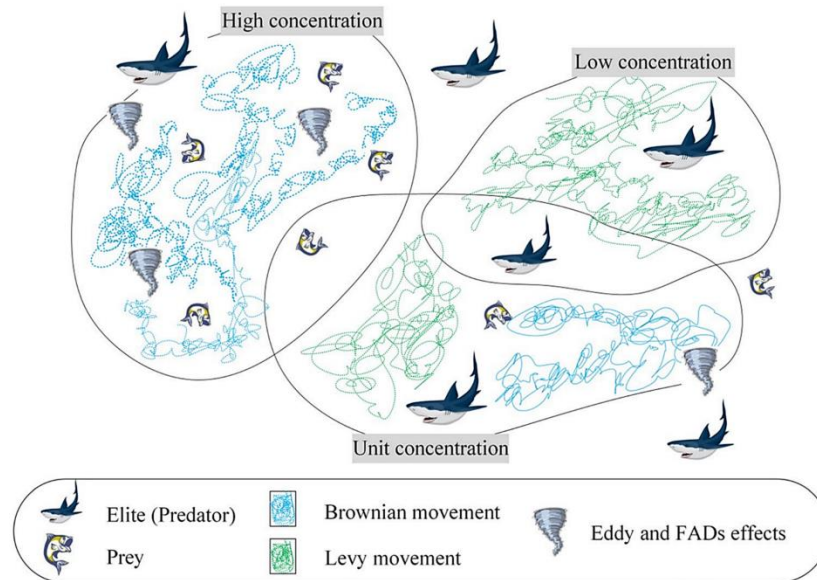 High concentration
Low concentration
Unit concentration
Elite (Predator)
Brownian movement
Eddy and FADs effects
Prey
Levy movement